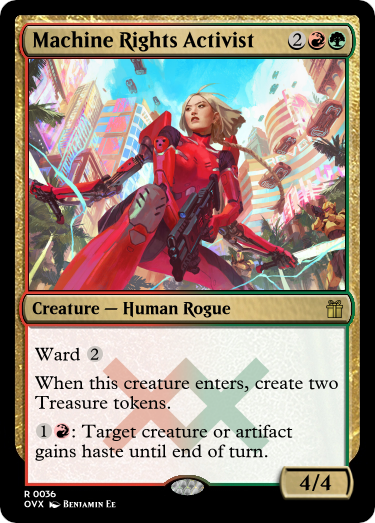 Machine Rights Activist 2
Creature — Human Rogue
Ward 2
When this creature enters, create two
Treasure tokens.
1 : Target creature or artifact
gains haste until end of turn.
4/4
R 0036
OVX Benjamin Ee